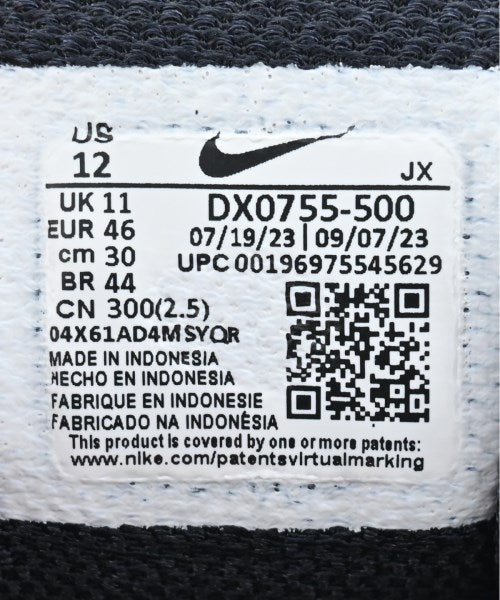 US
12
JX
UK 11
EUR 46
cm 30
BR 44
CN 300(2.5)
DX0755-500
07/19/23 | 09/07/23
UPC 00196975545629
04X61AD4MSYQR
MADE IN INDONESIA
HECHO EN INDONESIA
FABRIQUE EN INDONESIE
FABRICADO NA INDONÉSIA
This product is covered by one or more patents:
www.nike.com/patentsvirtualmarking